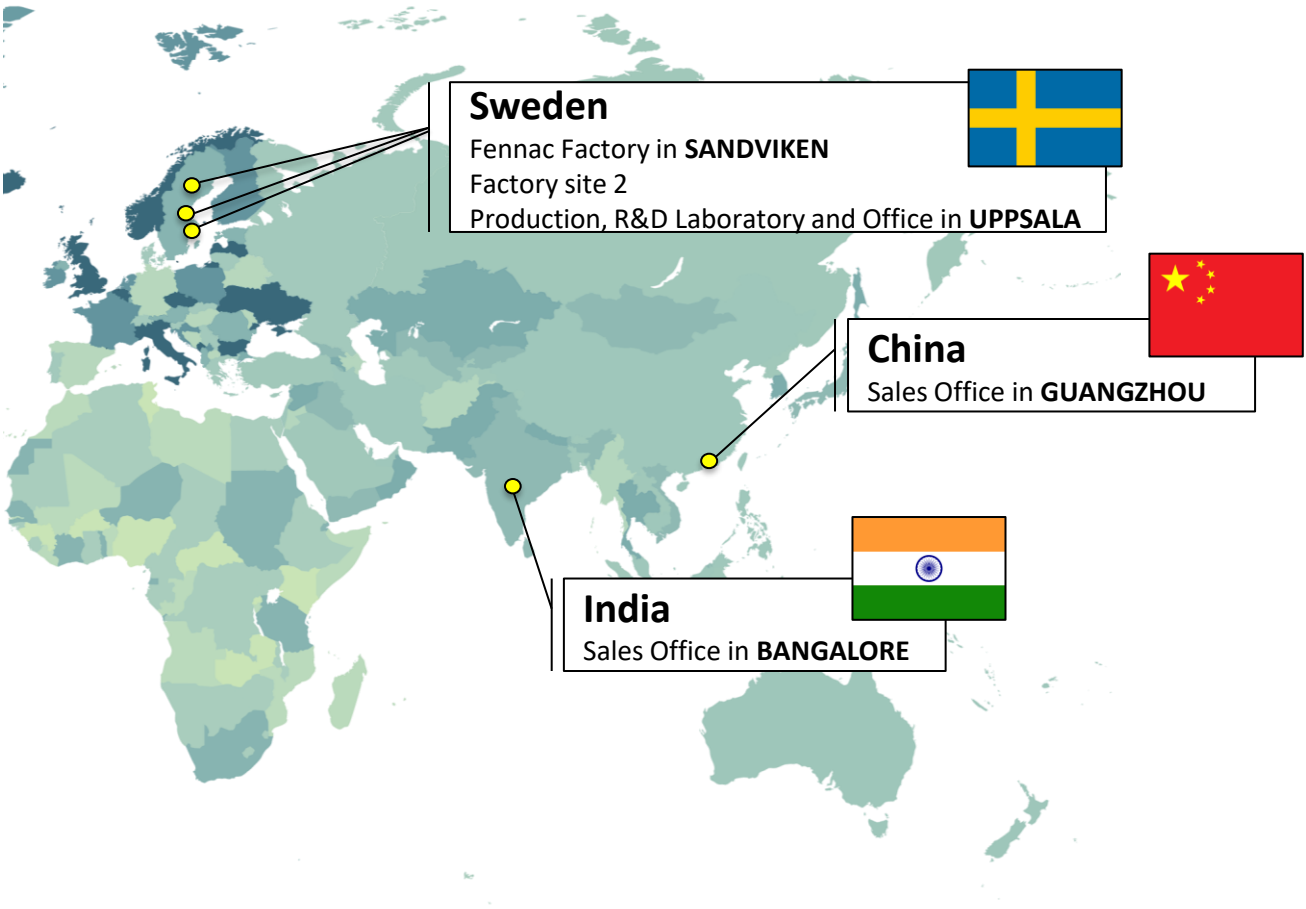 Sweden
Fennac Factory in SANDVIKEN
Factory site 2
Production, R&D Laboratory and Office in UPPSALA
China
Sales Office in GUANGZHOU
India
Sales Office in BANGALORE